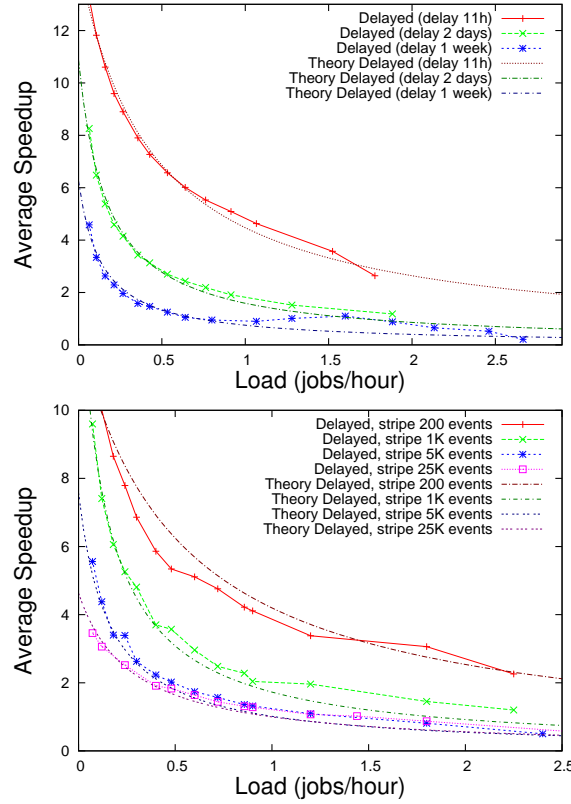 12
10
8
6
4
2
0
Average Speedup
Delayed (delay 11h)
Delayed (delay 2 days)
Delayed (delay 1 week)
Theory Delayed (delay 11h)
Theory Delayed (delay 2 days)
Theory Delayed (delay 1 week)
0 0.5 1 1.5 2 2.5
Load (jobs/hour)
10
8
6
4
2
0
Average Speedup
Delayed, stripe 200 events
Delayed, stripe 1K events
Delayed, stripe 5K events
Delayed, stripe 25K events
Theory Delayed, stripe 200 events
Theory Delayed, stripe 1K events
Theory Delayed, stripe 5K events
Theory Delayed, stripe 25K events
0 0.5 1 1.5 2 2.5
Load (jobs/hour)